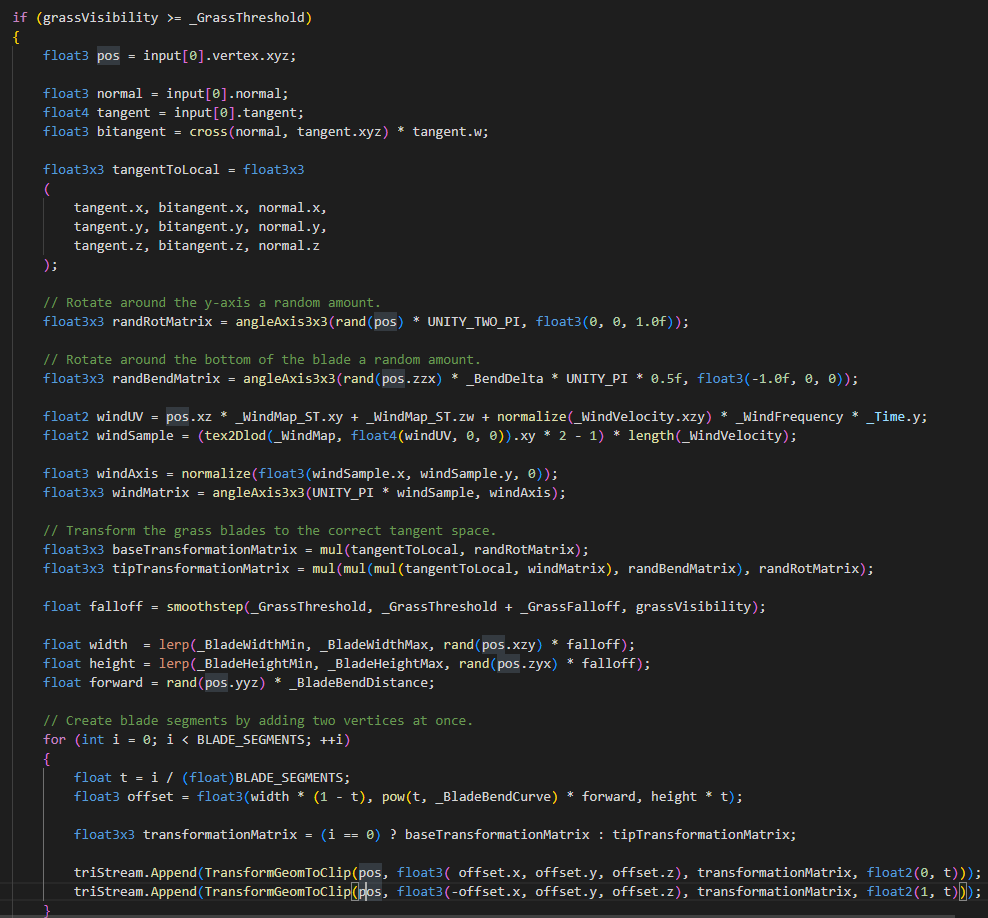 if (grassVisibility >= _GrassThreshold)
{
    float3 pos = input[0].vertex.xyz;

    float3 normal = input[0].normal;
    float4 tangent = input[0].tangent;
    float3 bitangent = cross(normal, tangent.xyz) * tangent.w;

    float3x3 tangentToLocal = float3x3
    (
        tangent.x, bitangent.x, normal.x,
        tangent.y, bitangent.y, normal.y,
        tangent.z, bitangent.z, normal.z
    );

    // Rotate around the y-axis a random amount.
    float3x3 randRotMatrix = angleAxis3x3(rand(pos) * UNITY_TWO_PI, float3(0, 0, 1.0f));

    // Rotate around the bottom of the blade a random amount.
    float3x3 randBendMatrix = angleAxis3x3(rand(pos.zzx) * _BendDelta * UNITY_PI * 0.5f, float3(-1.0f, 0, 0));

    float2 windUV = pos.xz * _WindMap_ST.xy + _WindMap_ST.zw + normalize(_WindVelocity.xzy) * _WindFrequency * _Time.y;
    float2 windSample = (tex2Dlod(_WindMap, float4(windUV, 0, 0)).xy * 2 - 1) * length(_WindVelocity);

    float3 windAxis = normalize(float3(windSample.x, windSample.y, 0));
    float3x3 windMatrix = angleAxis3x3(UNITY_PI * windSample, windAxis);

    // Transform the grass blades to the correct tangent space.
    float3x3 baseTransformationMatrix = mul(tangentToLocal, randRotMatrix);
    float3x3 tipTransformationMatrix = mul(mul(mul(tangentToLocal, windMatrix), randBendMatrix), randRotMatrix);

    float falloff = smoothstep(_GrassThreshold, _GrassThreshold + _GrassFalloff, grassVisibility);

    float width  = lerp(_BladeWidthMin, _BladeWidthMax, rand(pos.xzy) * falloff);
    float height = lerp(_BladeHeightMin, _BladeHeightMax, rand(pos.zyx) * falloff);
    float forward = rand(pos.yyz) * _BladeBendDistance;

    // Create blade segments by adding two vertices at once.
    for (int i = 0; i < BLADE_SEGMENTS; ++i)
    {
        float t = i / (float)BLADE_SEGMENTS;
        float3 offset = float3(width * (1 - t), pow(t, _BladeBendCurve) * forward, height * t);

        float3x3 transformationMatrix = (i == 0) ? baseTransformationMatrix : tipTransformationMatrix;

        triStream.Append(TransformGeomToClip(pos, float3( offset.x, offset.y, offset.z), transformationMatrix, float2(0, t)));
        triStream.Append(TransformGeomToClip(pos, float3(-offset.x, offset.y, offset.z), transformationMatrix, float2(1, t)));
    }